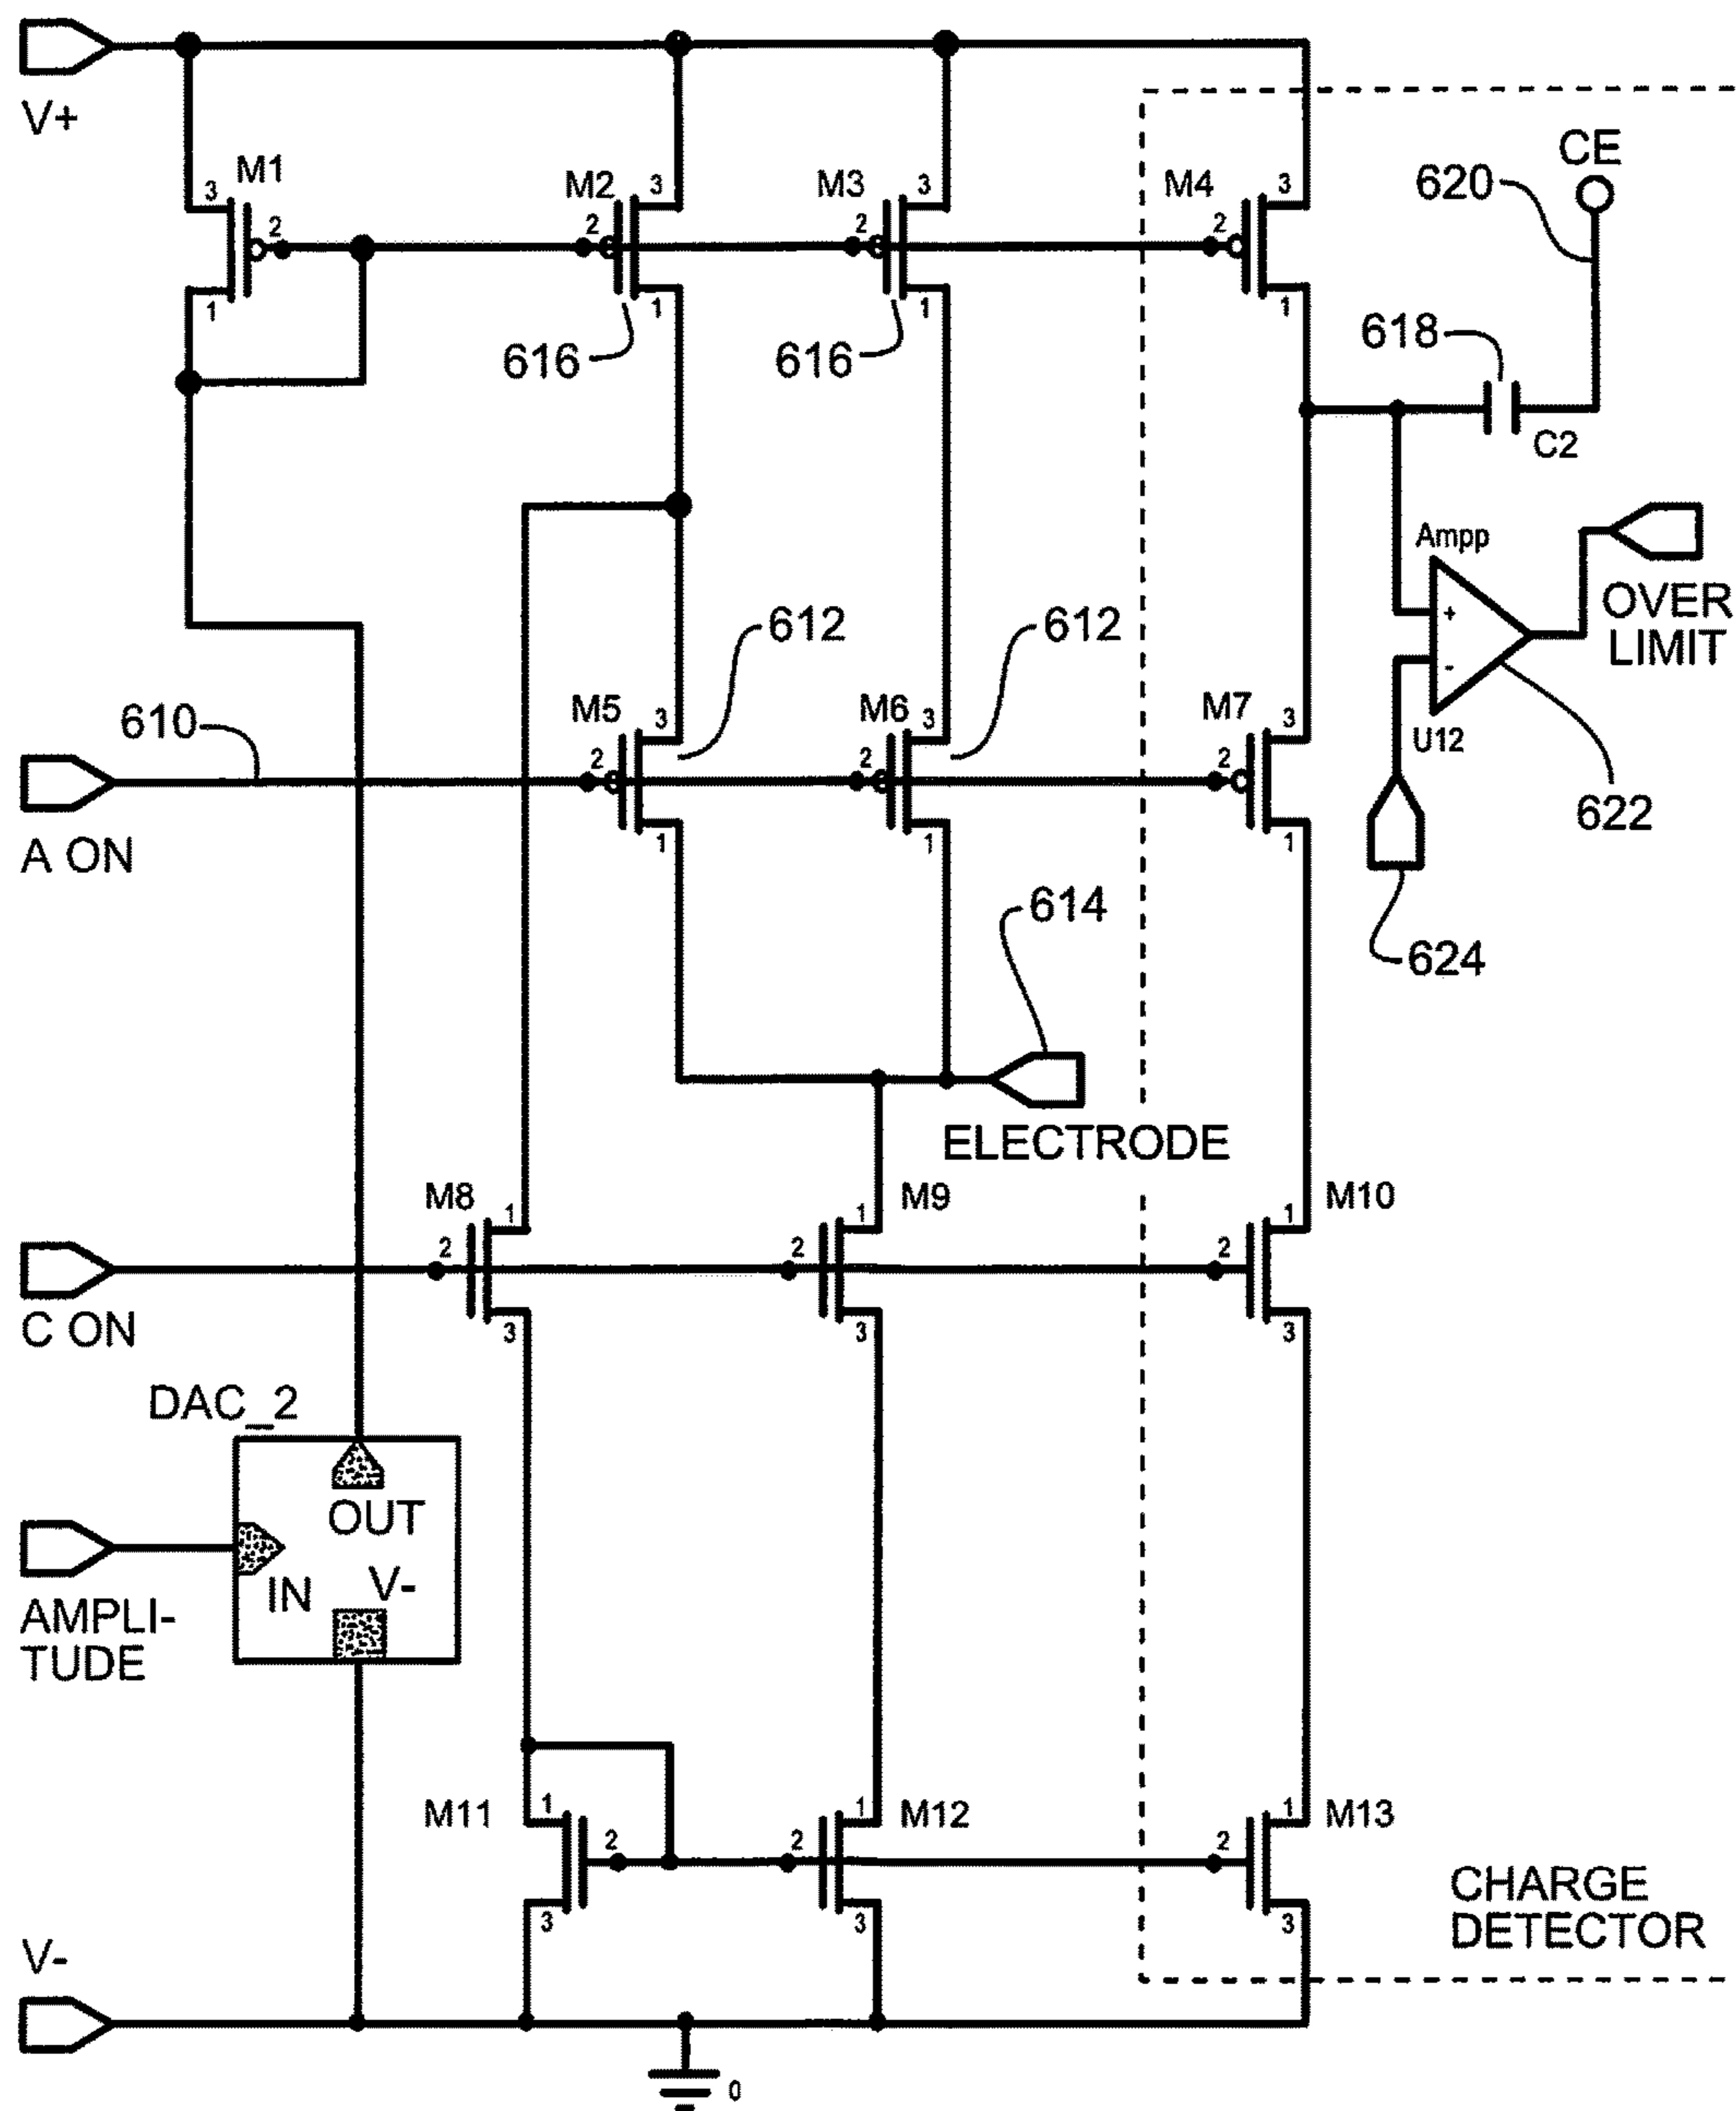 V+
M1
3
2
1
M2
3
2
1
616
M3
3
2
1
616
M4
3
2
1
CE
620
618
C2
Ampp
+
-
U12
622
624
OVER
LIMIT
610
A ON
M5
3
2
1
612
M6
3
2
1
612
M7
3
2
1
614
ELECTRODE
C ON
M8
1
2
3
M9
1
2
3
M10
1
2
3
DAC_2
OUT
IN
V-
AMPLI-
TUDE
M11
1
2
3
M12
1
2
3
M13
1
2
3
CHARGE
DETECTOR
V-
0